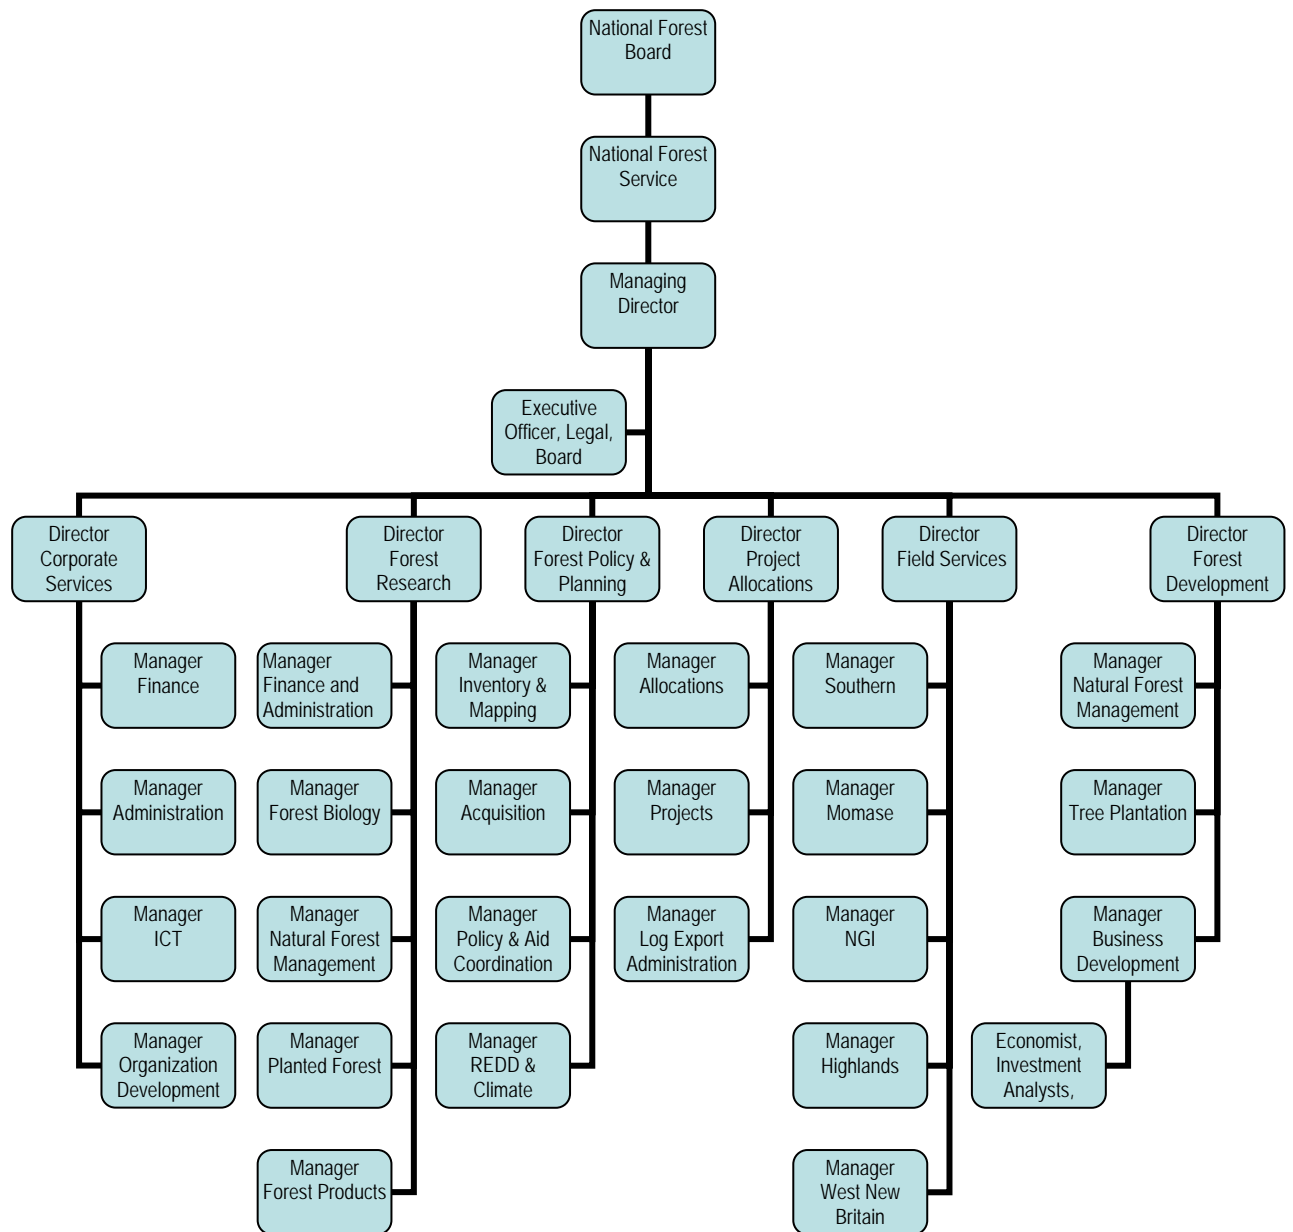 National Forest
Board
National Forest
Service
Managing
Director
Executive
Officer, Legal,
Board
Director
Corporate
Services
Director
Forest
Research
Director
Forest Policy &
Planning
Director
Project
Allocations
Director
Field Services
Director
Forest
Development
Manager
Finance
Manager
Finance and
Administration
Manager
Inventory &
Mapping
Manager
Allocations
Manager
Southern
Manager
Natural Forest
Management
Manager
Administration
Manager
Forest Biology
Manager
Acquisition
Manager
Projects
Manager
Momase
Manager
Tree Plantation
Manager
ICT
Manager
Natural Forest
Management
Manager
Policy & Aid
Coordination
Manager
Log Export
Administration
Manager
NGI
Manager
Business
Development
Manager
Organization
Development
Manager
Planted Forest
Manager
REDD &
Climate
Manager
Highlands
Economist,
Investment
Analysts,
Manager
Forest Products
Manager
West New
Britain